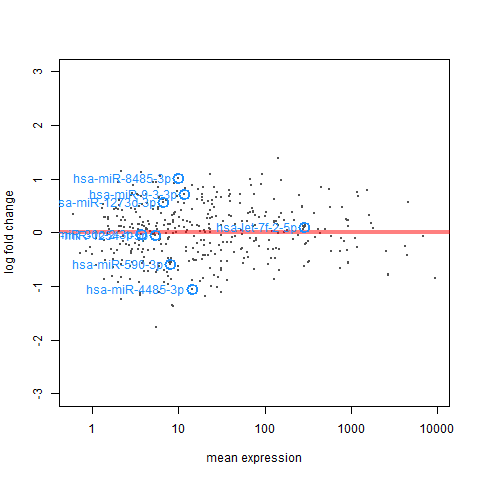 log fold change
3
2
1
0
-1
-2
-3
hsa-miR-8485-3p
hsa-miR-9-3-3p
sa-miR-1273d-3p
hsa-let-7f-2-5p
hsa-miR-590-3p
hsa-miR-4485-3p
1
10
100
1000
10000
mean expression